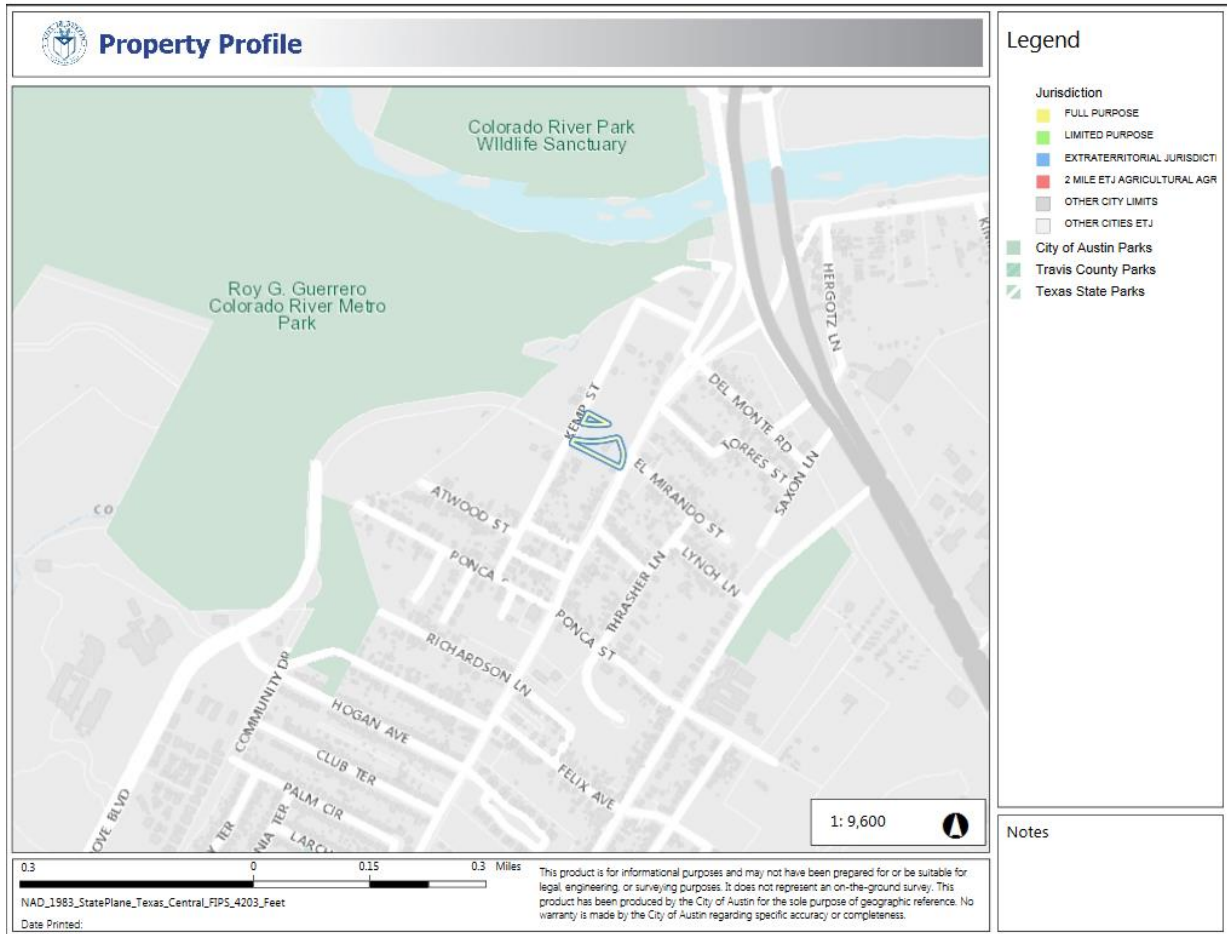 Property Profile
Colorado River Park
WIldlife Sanctuary
Roy G. Guerrero
Colorado River Metro
Park
HERGOTZ LN
KEMP ST
DEL MONTE RD
TORRES ST
SAXON LN
EL MIRANDO ST
LYNCH LN
THRASHER LN
ATWOOD ST
PONCA S
PONCA ST
RICHARDSON LN
COMMUNITY DR
HOGAN AVE
CLUB TER
PALM CIR
FELIX AVE
CO
OVE BLVD
Y TER
NIA TER
LARCH
1: 9,600
Legend
Jurisdiction
FULL PURPOSE
LIMITED PURPOSE
EXTRATERRITORIAL JURISDICTI
2 MILE ETJ AGRICULTURAL AGR
OTHER CITY LIMITS
OTHER CITIES ETJ
City of Austin Parks
Travis County Parks
Texas State Parks
Notes
0.3 0 0.15 0.3 Miles
NAD_1983_StatePlane_Texas_Central_FIPS_4203_Feet
Date Printed:
This product is for informational purposes and may not have been prepared for or be suitable for
legal, engineering, or surveying purposes. It does not represent an on-the-ground survey. This
product has been produced by the City of Austin for the sole purpose of geographic reference. No
warranty is made by the City of Austin regarding specific accuracy or completeness.